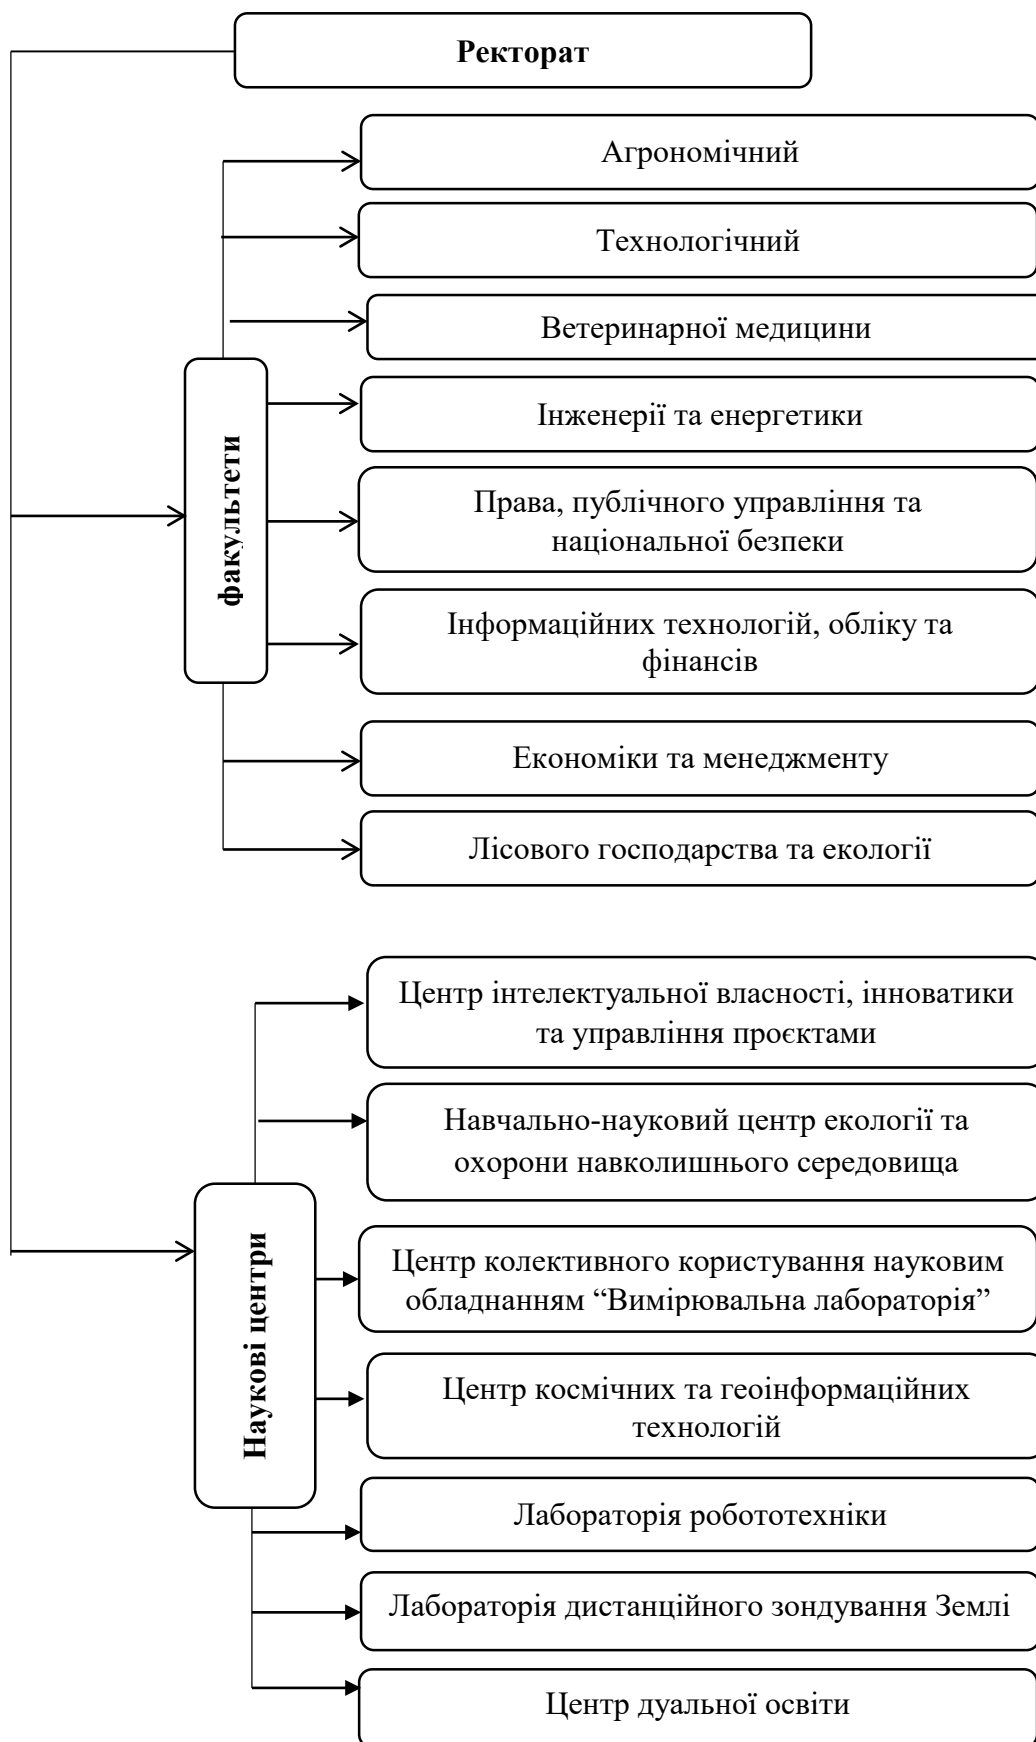 Ректорат
Агрономічний
Технологічний
Ветеринарної медицини
Інженерії та енергетики
факультети
Права, публічного управління та
національної безпеки
Інформаційних технологій, обліку та
фінансів
Економіки та менеджменту
Лісового господарства та екології
Центр інтелектуальної власності, інноватики
та управління проєктами
Навчально-науковий центр екології та
охорони навколишнього середовища
Наукові центри
Центр колективного користування науковим
обладнанням “Вимірювальна лабораторія”
Центр космічних та геоінформаційних
технологій
Лабораторія робототехніки
Лабораторія дистанційного зондування Землі
Центр дуальної освіти